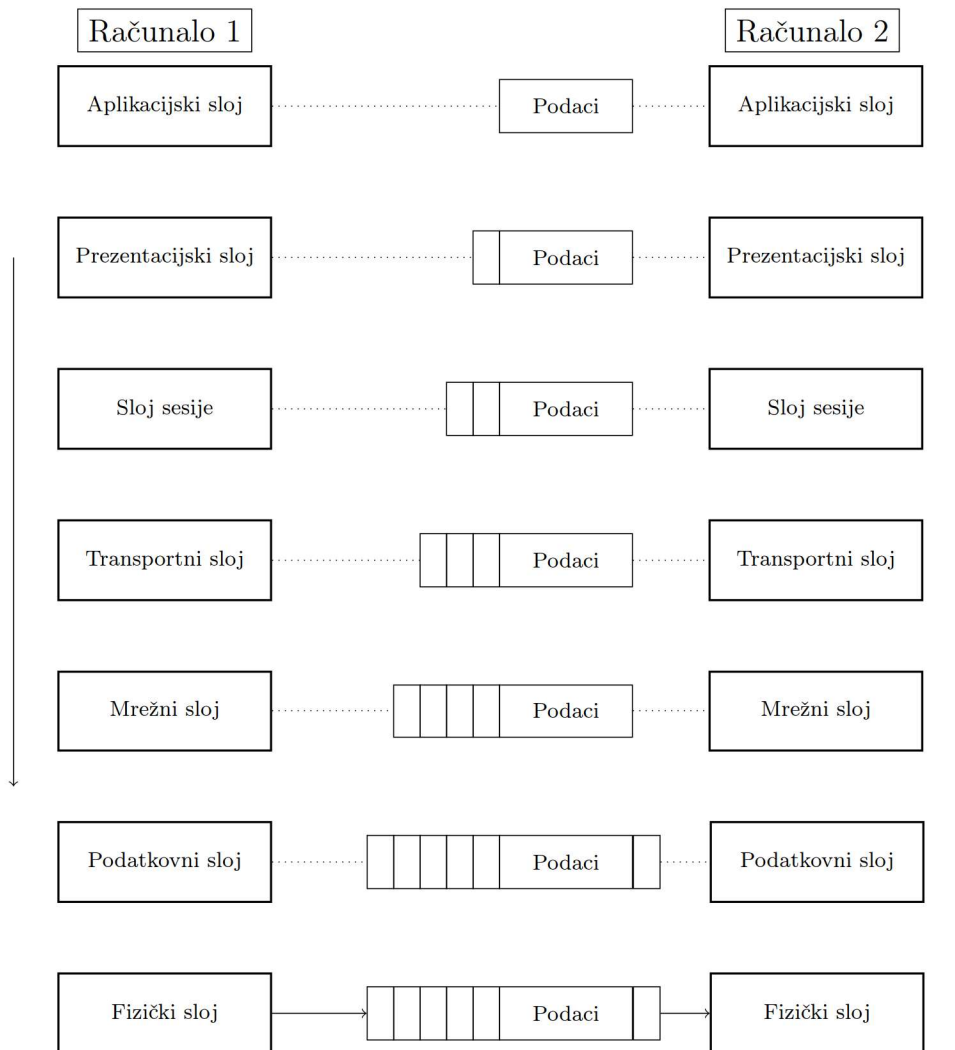 Računalo 1 Računalo 2
Aplikacijski sloj Podaci Aplikacijski sloj
Prezentacijski sloj Podaci Prezentacijski sloj
Sloj sesije Podaci Sloj sesije
Transportni sloj Podaci Transportni sloj
Mrežni sloj Podaci Mrežni sloj
Podatkovni sloj Podaci Podatkovni sloj
Fizički sloj Podaci Fizički sloj